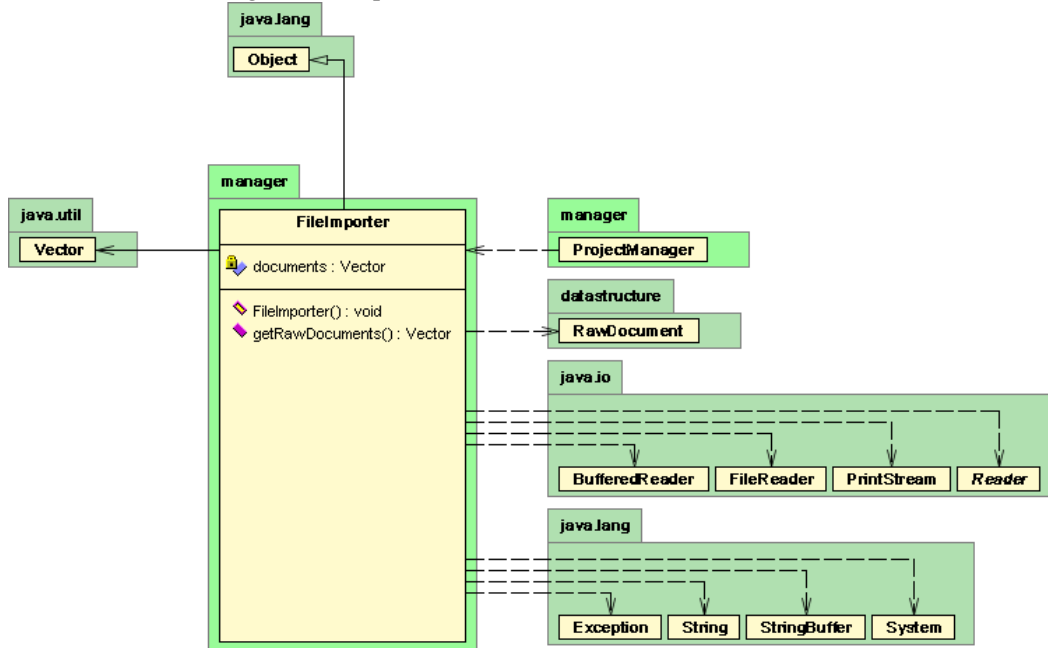 java.lang
Object
manager
FileImporter
documents : Vector
FileImporter() : void
getRawDocuments() : Vector
java.util
Vector
manager
ProjectManager
datastructure
RawDocument
java.io
BufferedReader
FileReader
PrintStream
Reader
java.lang
Exception
String
StringBuffer
System